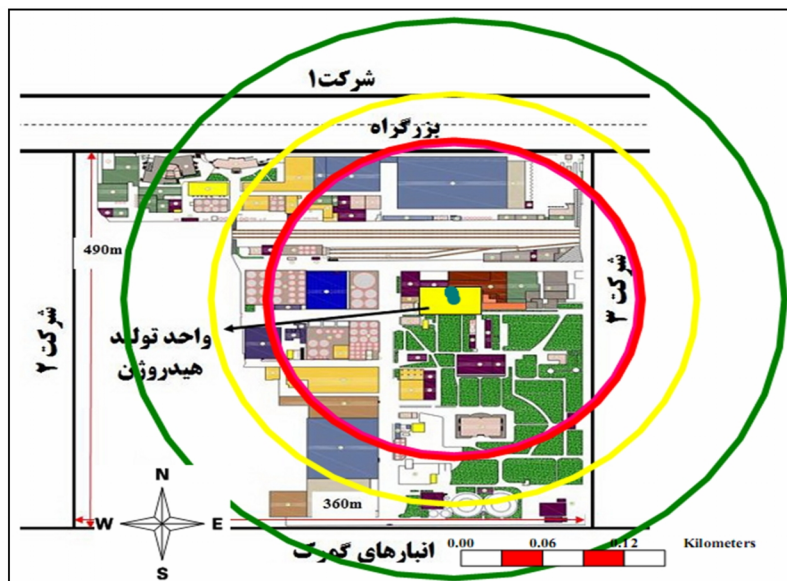 شرکت۱
بزرگراه
490m
شرکت ۲
شرکت ۳
واحد تولید
هیدروژن
N
W
E
S
360m
انبارهای گمرک
0.00 0.06 0.12 Kilometers